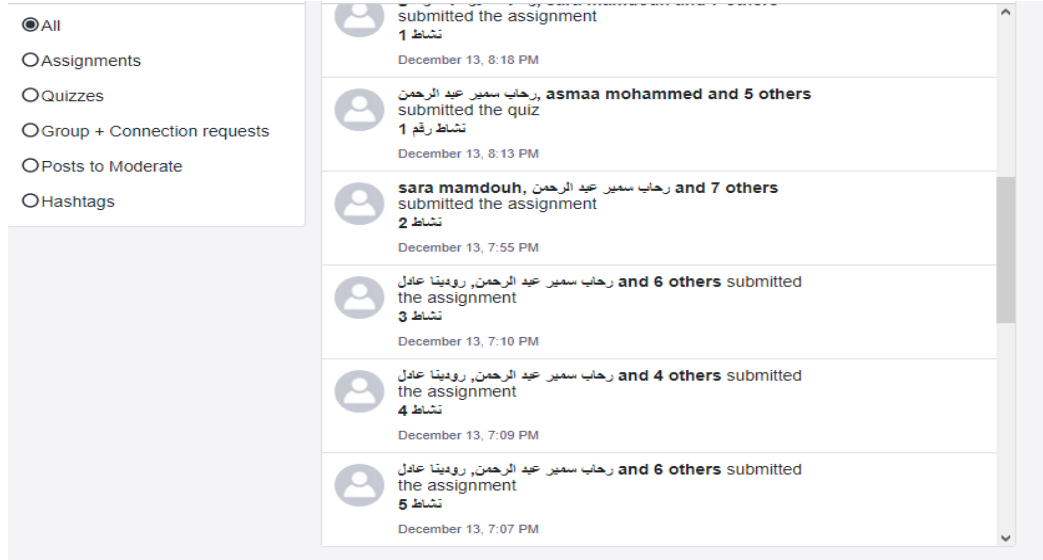 All
Assignments
Quizzes
Group + Connection requests
Posts to Moderate
Hashtags
submitted the assignment
نشاط 1
December 13, 8:18 PM
رحاب سمير عبد الرحمن, asmaa mohammed and 5 others
submitted the quiz
نشاط رقم 1
December 13, 8:13 PM
sara mamdouh, رحاب سمير عبد الرحمن and 7 others
submitted the assignment
نشاط 2
December 13, 7:55 PM
رحاب سمير عبد الرحمن, رودينا عادل and 6 others submitted
the assignment
نشاط 3
December 13, 7:10 PM
رحاب سمير عبد الرحمن, رودينا عادل and 4 others submitted
the assignment
نشاط 4
December 13, 7:09 PM
رحاب سمير عبد الرحمن, رودينا عادل and 6 others submitted
the assignment
نشاط 5
December 13, 7:07 PM